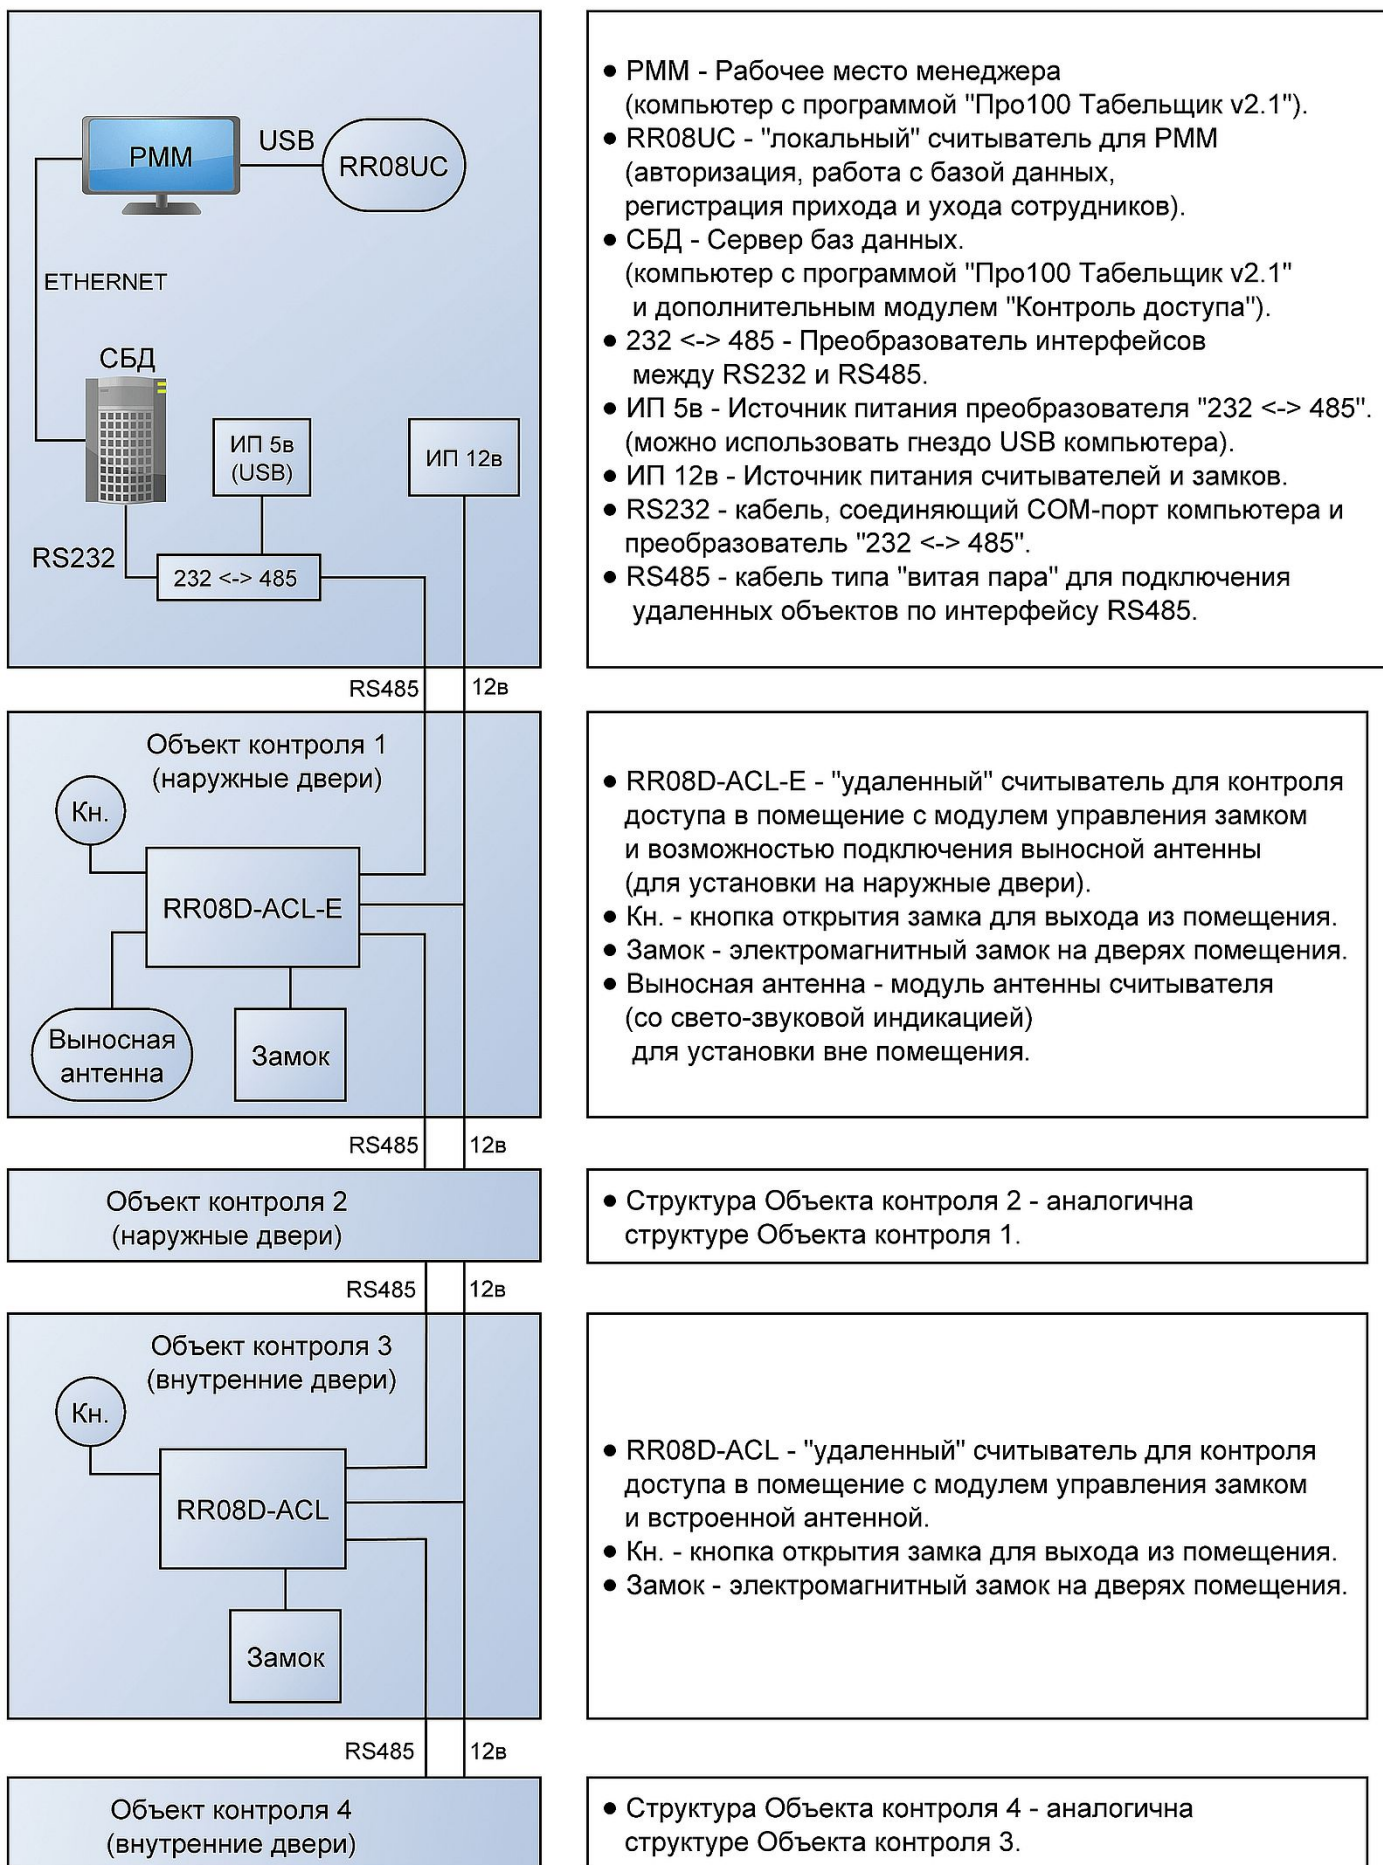 РММ
USB
RR08UC
ETHERNET
СБД
ИП 5в
(USB)
ИП 12в
RS232
232 <-> 485
● РММ - Рабочее место менеджера
(компьютер с программой "Про100 Табельщик v2.1").
● RR08UC - "локальный" считыватель для РММ
(авторизация, работа с базой данных,
регистрация прихода и ухода сотрудников).
● СБД - Сервер баз данных.
(компьютер с программой "Про100 Табельщик v2.1"
и дополнительным модулем "Контроль доступа").
● 232 <-> 485 - Преобразователь интерфейсов
между RS232 и RS485.
● ИП 5в - Источник питания преобразователя "232 <-> 485".
(можно использовать гнездо USB компьютера).
● ИП 12в - Источник питания считывателей и замков.
● RS232 - кабель, соединяющий COM-порт компьютера и
преобразователь "232 <-> 485".
● RS485 - кабель типа "витая пара" для подключения
удаленных объектов по интерфейсу RS485.
RS485 12в
Объект контроля 1
(наружные двери)
Кн.
RR08D-ACL-E
Выносная
антенна
Замок
● RR08D-ACL-E - "удаленный" считыватель для контроля
доступа в помещение с модулем управления замком
и возможностью подключения выносной антенны
(для установки на наружные двери).
● Кн. - кнопка открытия замка для выхода из помещения.
● Замок - электромагнитный замок на дверях помещения.
● Выносная антенна - модуль антенны считывателя
(со свето-звуковой индикацией)
для установки вне помещения.
RS485 12в
Объект контроля 2
(наружные двери)
● Структура Объекта контроля 2 - аналогична
структуре Объекта контроля 1.
RS485 12в
Объект контроля 3
(внутренние двери)
Кн.
RR08D-ACL
Замок
● RR08D-ACL - "удаленный" считыватель для контроля
доступа в помещение с модулем управления замком
и встроенной антенной.
● Кн. - кнопка открытия замка для выхода из помещения.
● Замок - электромагнитный замок на дверях помещения.
RS485 12в
Объект контроля 4
(внутренние двери)
● Структура Объекта контроля 4 - аналогична
структуре Объекта контроля 3.